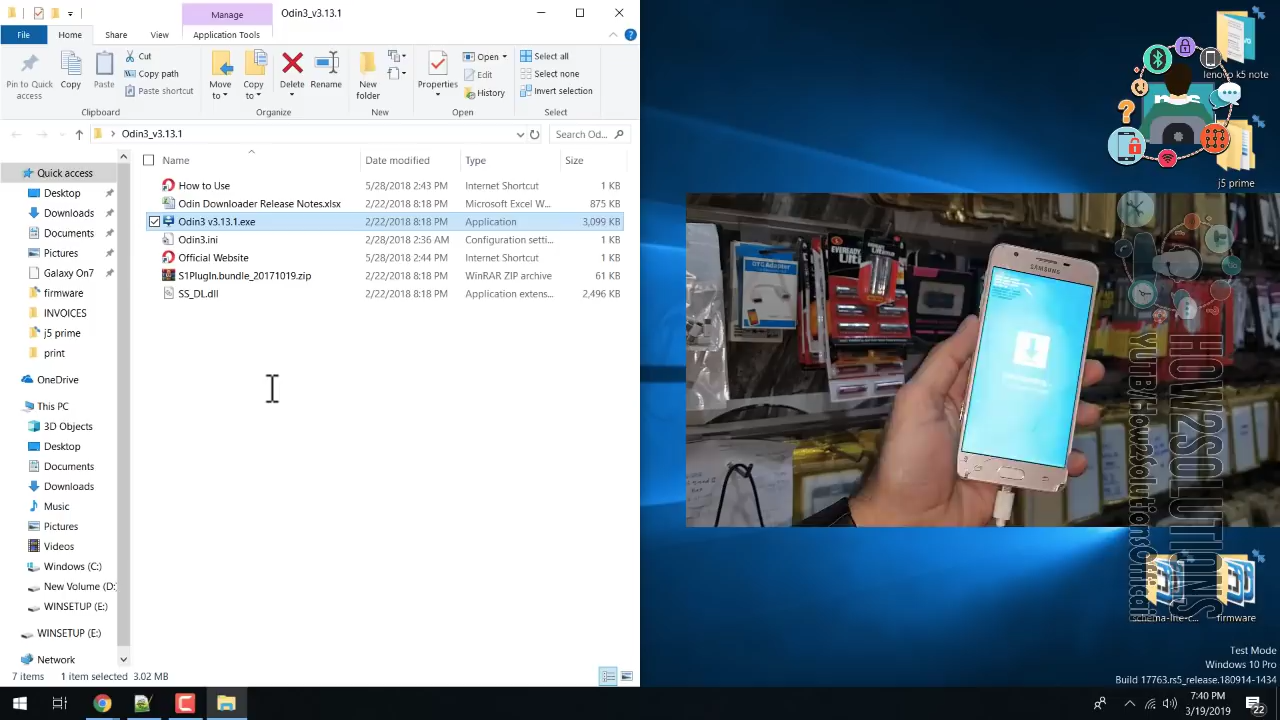 Manage
Odin3_v3.13.1
File
Home
Share
View
Application Tools
Pin to Quick access
Copy
Paste
Cut
Copy path
Paste shortcut
Clipboard
Move to
Copy to
Delete
Rename
Organize
New folder
New
Properties
Open
Edit
History
Open
Select all
Select none
Invert selection
Select
Odin3_v3.13.1
Search Od...
Name
Date modified
Type
Size
How to Use 5/28/2018 2:43 PM Internet Shortcut 1 KB
Odin Downloader Release Notes.xlsx 2/22/2018 8:18 PM Microsoft Excel W... 875 KB
Odin3 v3.13.1.exe 2/22/2018 8:18 PM Application 3,099 KB
Odin3.ini 2/28/2018 2:36 AM Configuration setti... 1 KB
Official Website 5/28/2018 2:44 PM Internet Shortcut 1 KB
S1PlugIn.bundle_20171019.zip 2/22/2018 8:18 PM WinRAR ZIP archive 61 KB
SS_DL.dll 2/22/2018 8:18 PM Application extens... 2,496 KB
Quick access
Desktop
Downloads
Documents
Pictures
Galaxy On7
firmware
INVOICES
j5 prime
print
OneDrive
This PC
3D Objects
Desktop
Documents
Downloads
Music
Pictures
Videos
Windows (C:)
New Volume (D:)
WINSETUP (E:)
WINSETUP (E:)
Network
7 items
1 item selected 3.02 MB
lenovo k5 note
j5 prime
SAMSUNG
HOW2SOLUTIONS
firmware
Test Mode
Windows 10 Pro
Build 17763.rs5_release.180914-1434
7:40 PM
3/19/2019
22